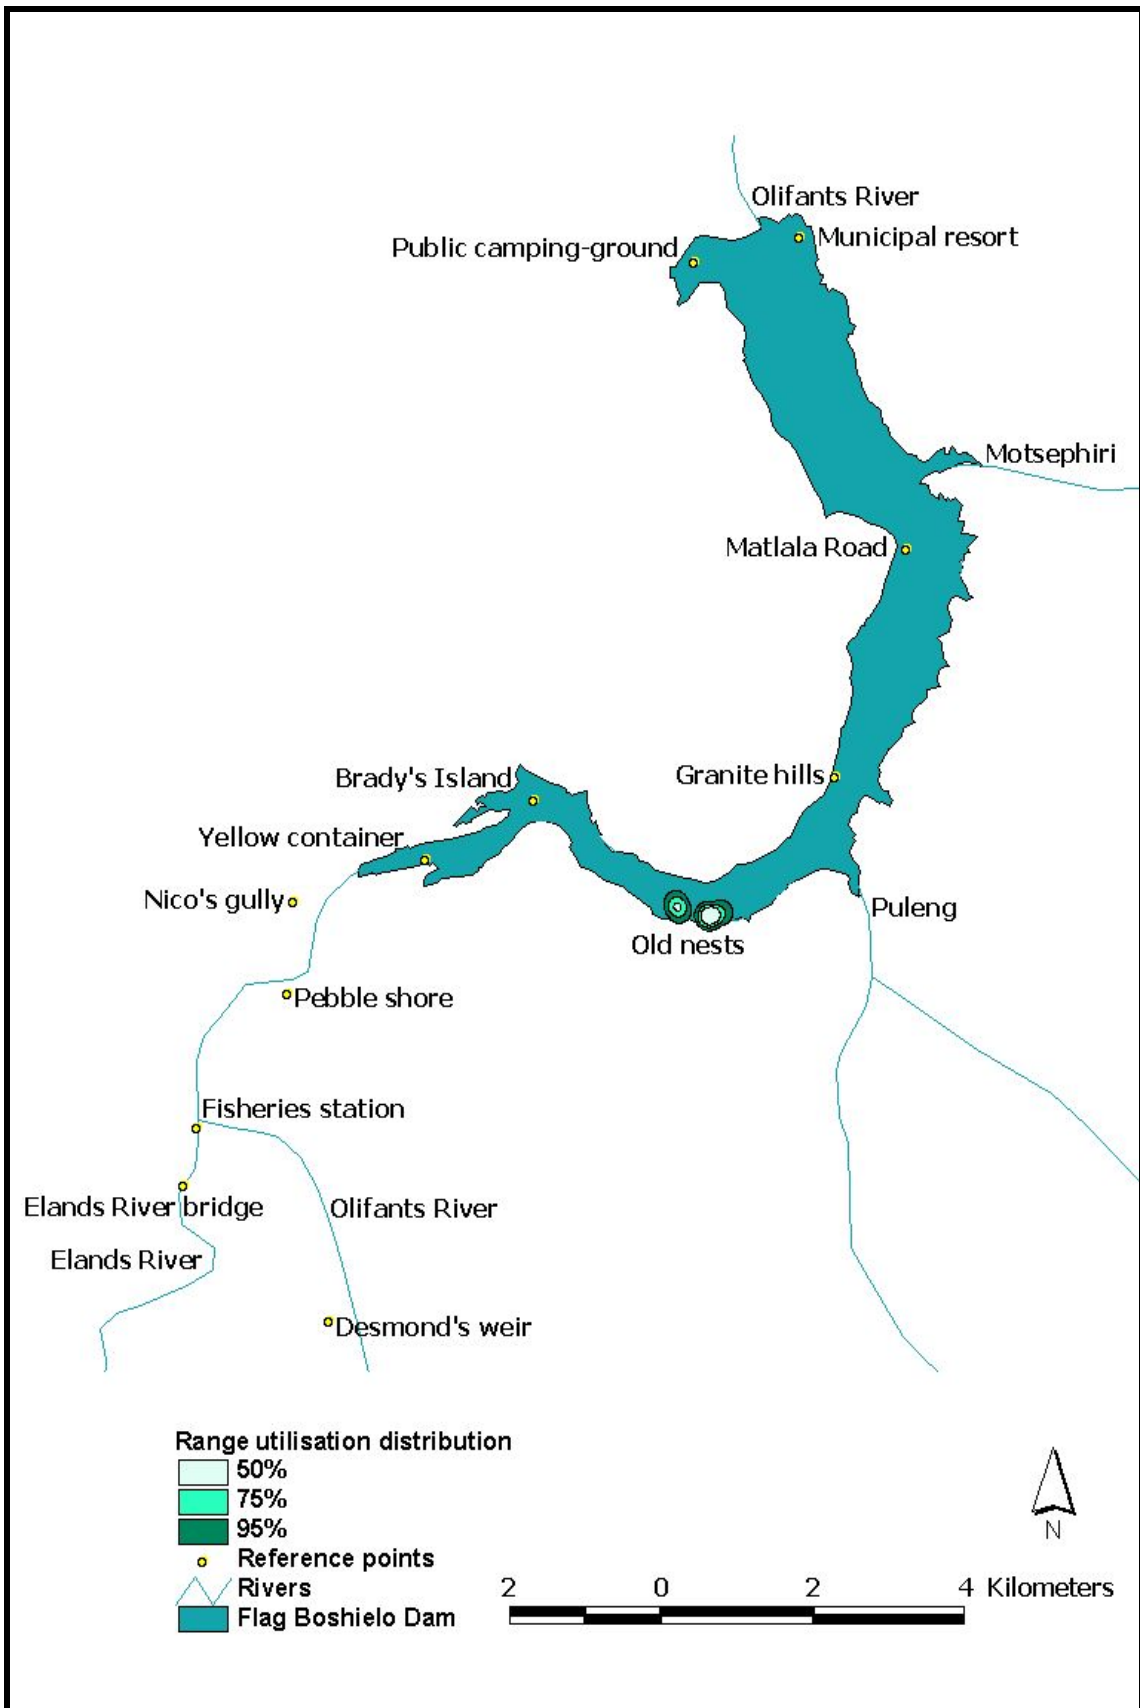 Olifants River
Public camping-ground
Municipal resort
Motsephiri
Matlala Road
Granite hills
Brady's Island
Yellow container
Nico's gully
Puleng
Old nests
Pebble shore
Fisheries station
Elands River bridge
Olifants River
Elands River
Desmond's weir
Range utilisation distribution
50%
75%
95%
Reference points
Rivers
Flag Boshielo Dam
N
2 0 2 4 Kilometers